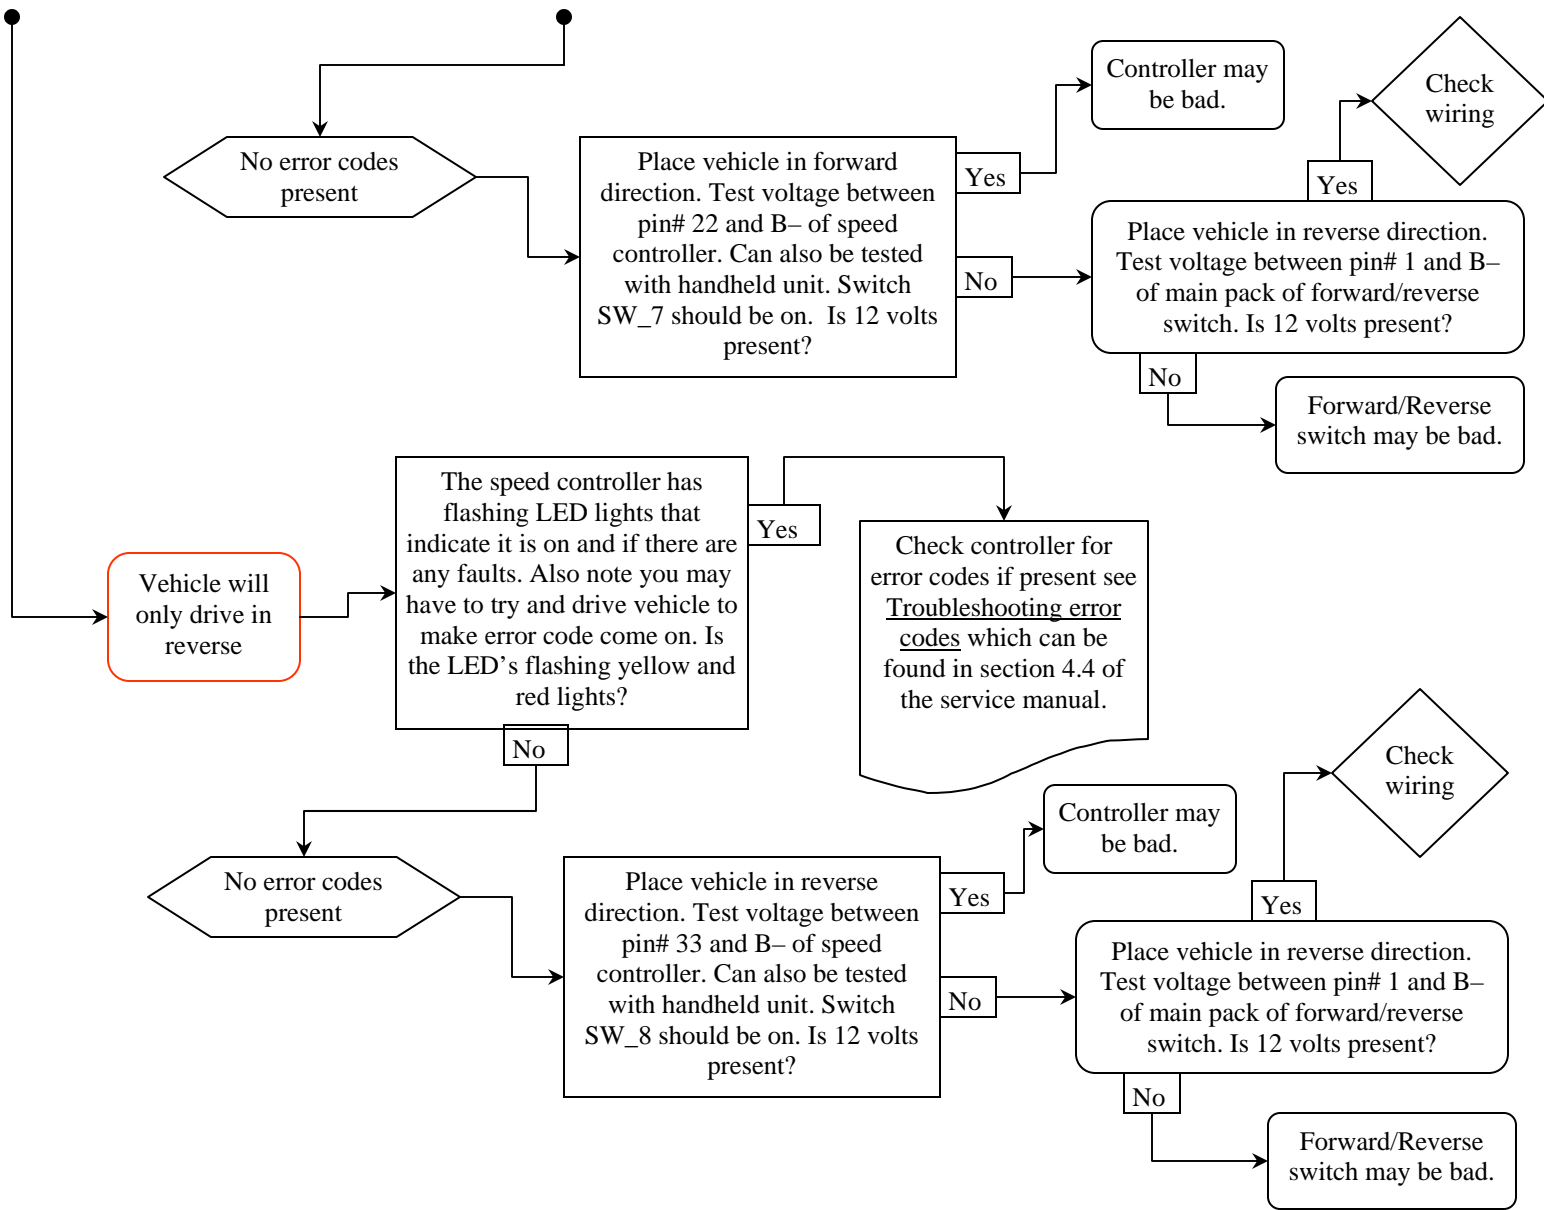 No error codes
present
Place vehicle in forward
direction. Test voltage between
pin# 22 and B– of speed
controller. Can also be tested
with handheld unit. Switch
SW_7 should be on.  Is 12 volts
present?
Yes
No
Controller may
be bad.
Check
wiring
Yes
Place vehicle in reverse direction.
Test voltage between pin# 1 and B–
of main pack of forward/reverse
switch. Is 12 volts present?
No
Forward/Reverse
switch may be bad.
Vehicle will
only drive in
reverse
The speed controller has
flashing LED lights that
indicate it is on and if there are
any faults. Also note you may
have to try and drive vehicle to
make error code come on. Is
the LED’s flashing yellow and
red lights?
Yes
No
Check controller for
error codes if present see
Troubleshooting error
codes which can be
found in section 4.4 of
the service manual.
No error codes
present
Place vehicle in reverse
direction. Test voltage between
pin# 33 and B– of speed
controller. Can also be tested
with handheld unit. Switch
SW_8 should be on. Is 12 volts
present?
Yes
No
Controller may
be bad.
Check
wiring
Yes
Place vehicle in reverse direction.
Test voltage between pin# 1 and B–
of main pack of forward/reverse
switch. Is 12 volts present?
No
Forward/Reverse
switch may be bad.